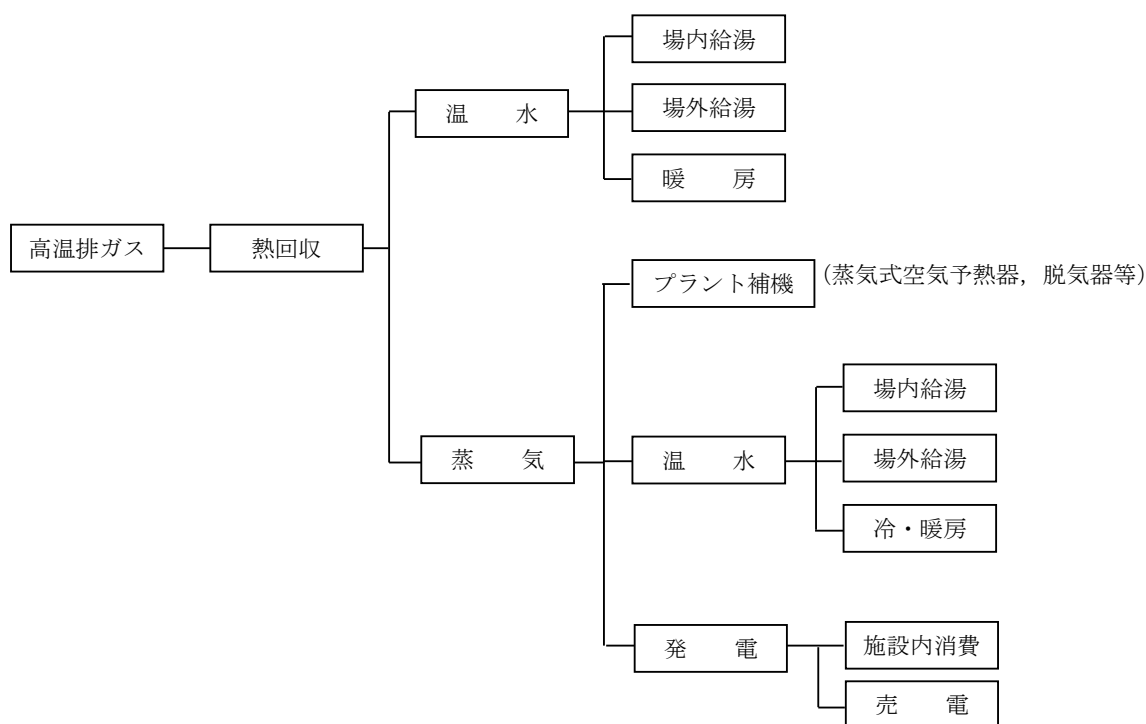 場内給湯
温　　水
場外給湯
暖　　房
高温排ガス
熱回収
プラント補機
（蒸気式空気予熱器，脱気器等）
場内給湯
蒸　　気
温　　水
場外給湯
冷・暖房
発　　電
施設内消費
売　　電